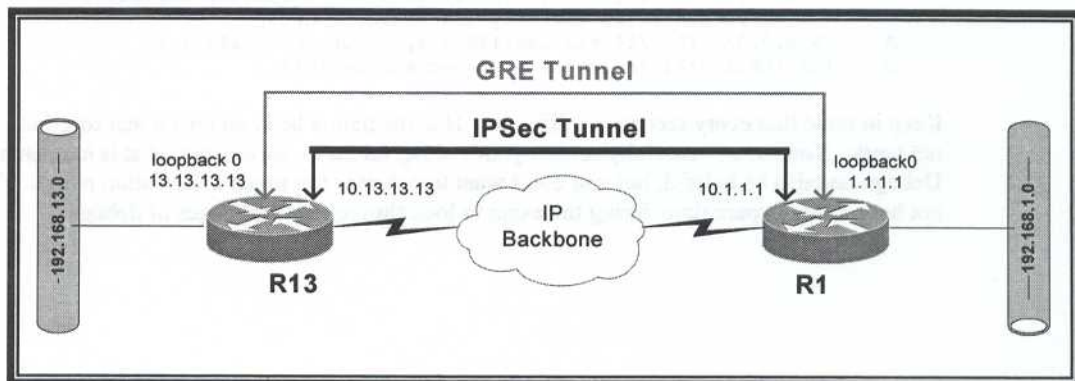 GRE Tunnel
IPSec Tunnel
loopback 0
13.13.13.13
loopback0
1.1.1.1
10.13.13.13
10.1.1.1
192.168.13.0
IP
Backbone
192.168.1.0
R13
R1